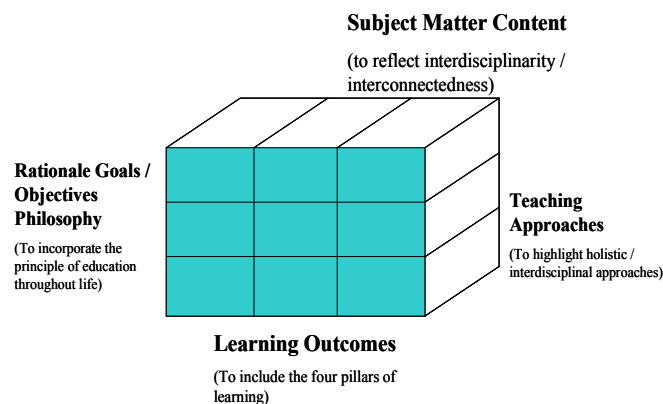 Subject Matter Content
(to reflect interdisciplinarity /
interconnectedness)
Rationale Goals /
Objectives
Philosophy
(To incorporate the
principle of education
throughout life)
Teaching
Approaches
(To highlight holistic /
interdisciplinal approaches)
Learning Outcomes
(To include the four pillars of
learning)